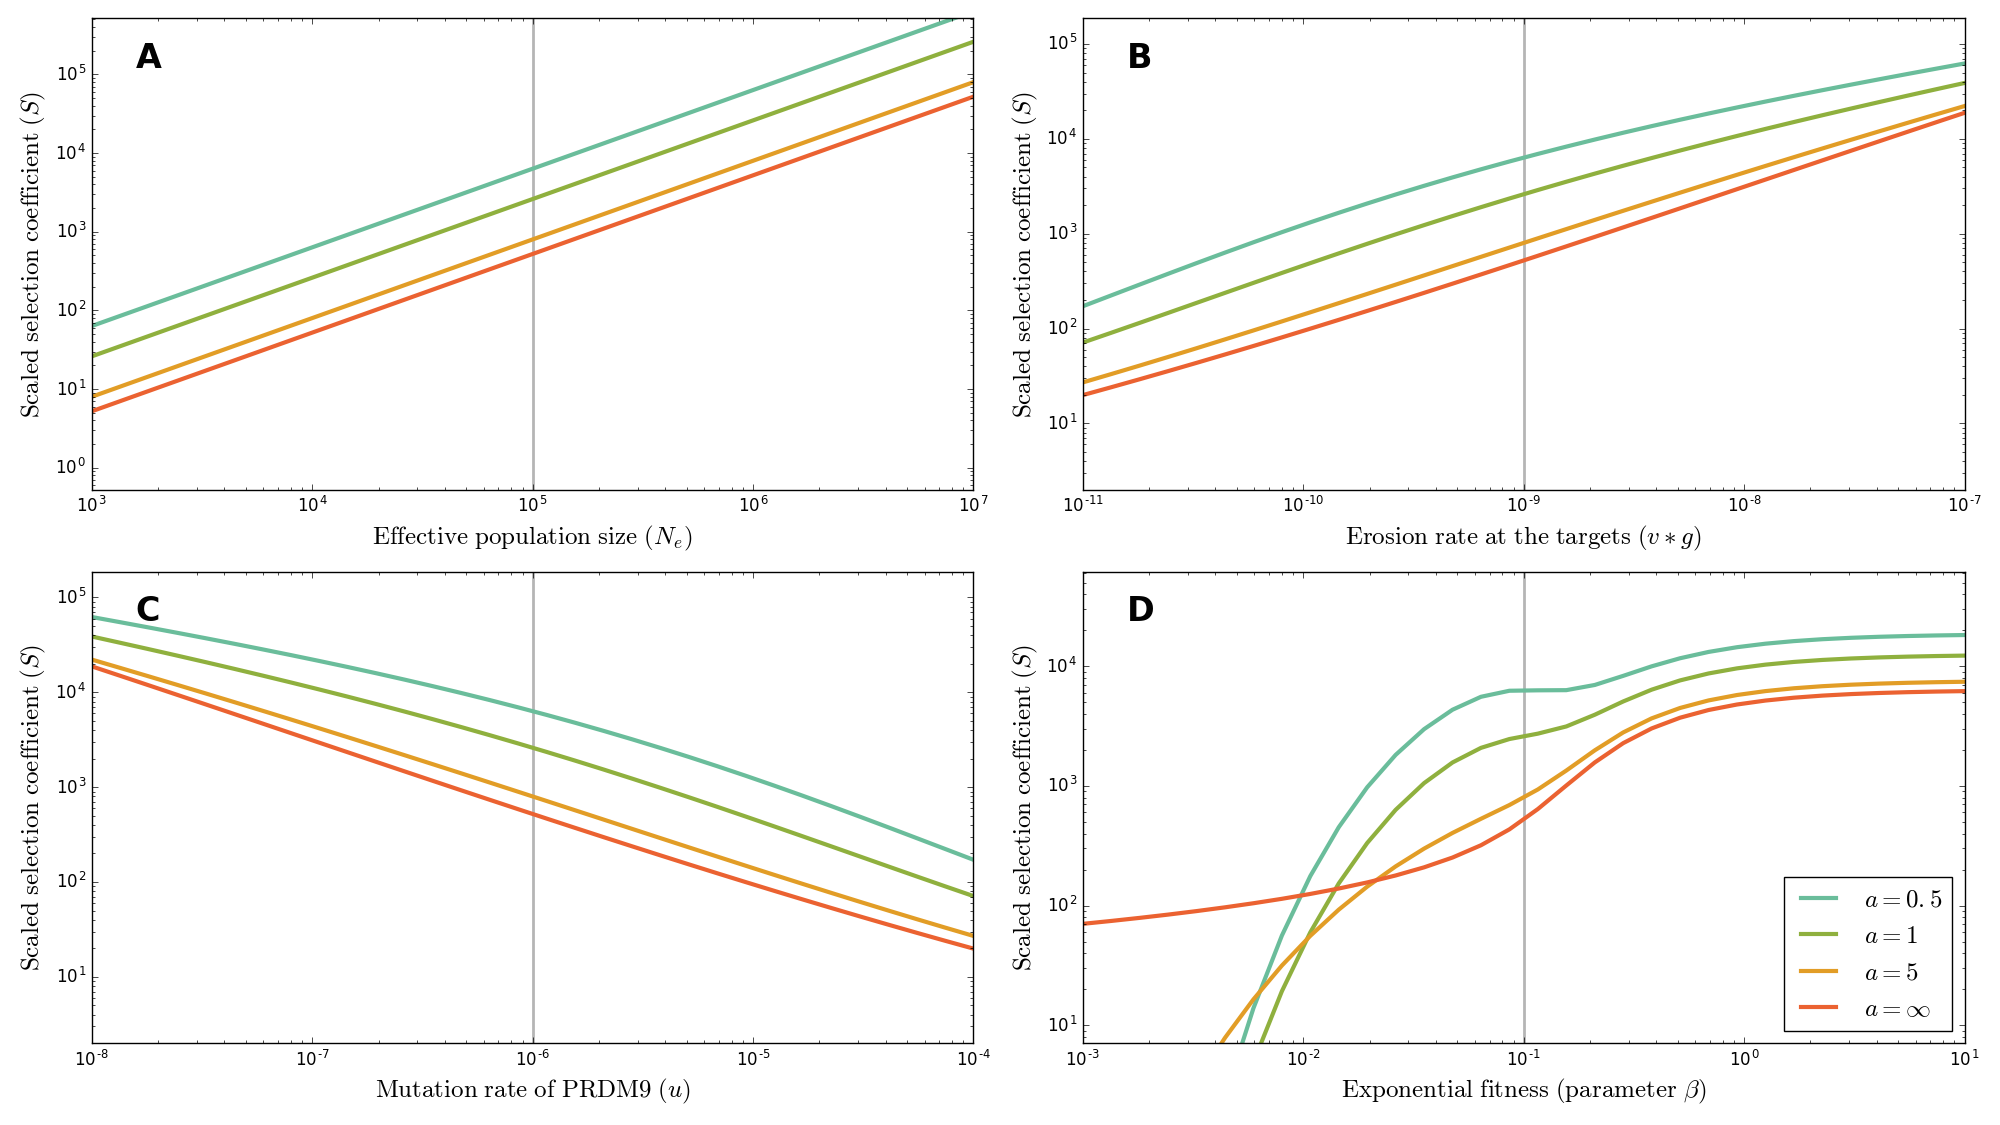 A
Scaled selection coefficient (S)
10^5
10^4
10^3
10^2
10^1
10^0
10^3 10^4 10^5 10^6 10^7
Effective population size (N_e)
B
Scaled selection coefficient (S)
10^5
10^4
10^3
10^2
10^1
10^-11 10^-10 10^-9 10^-8 10^-7
Erosion rate at the targets (v * g)
C
Scaled selection coefficient (S)
10^5
10^4
10^3
10^2
10^1
10^-8 10^-7 10^-6 10^-5 10^-4
Mutation rate of PRDM9 (u)
D
Scaled selection coefficient (S)
10^4
10^3
10^2
10^1
a = 0.5
a = 1
a = 5
a = ∞
10^-3 10^-2 10^-1 10^0 10^1
Exponential fitness (parameter β)